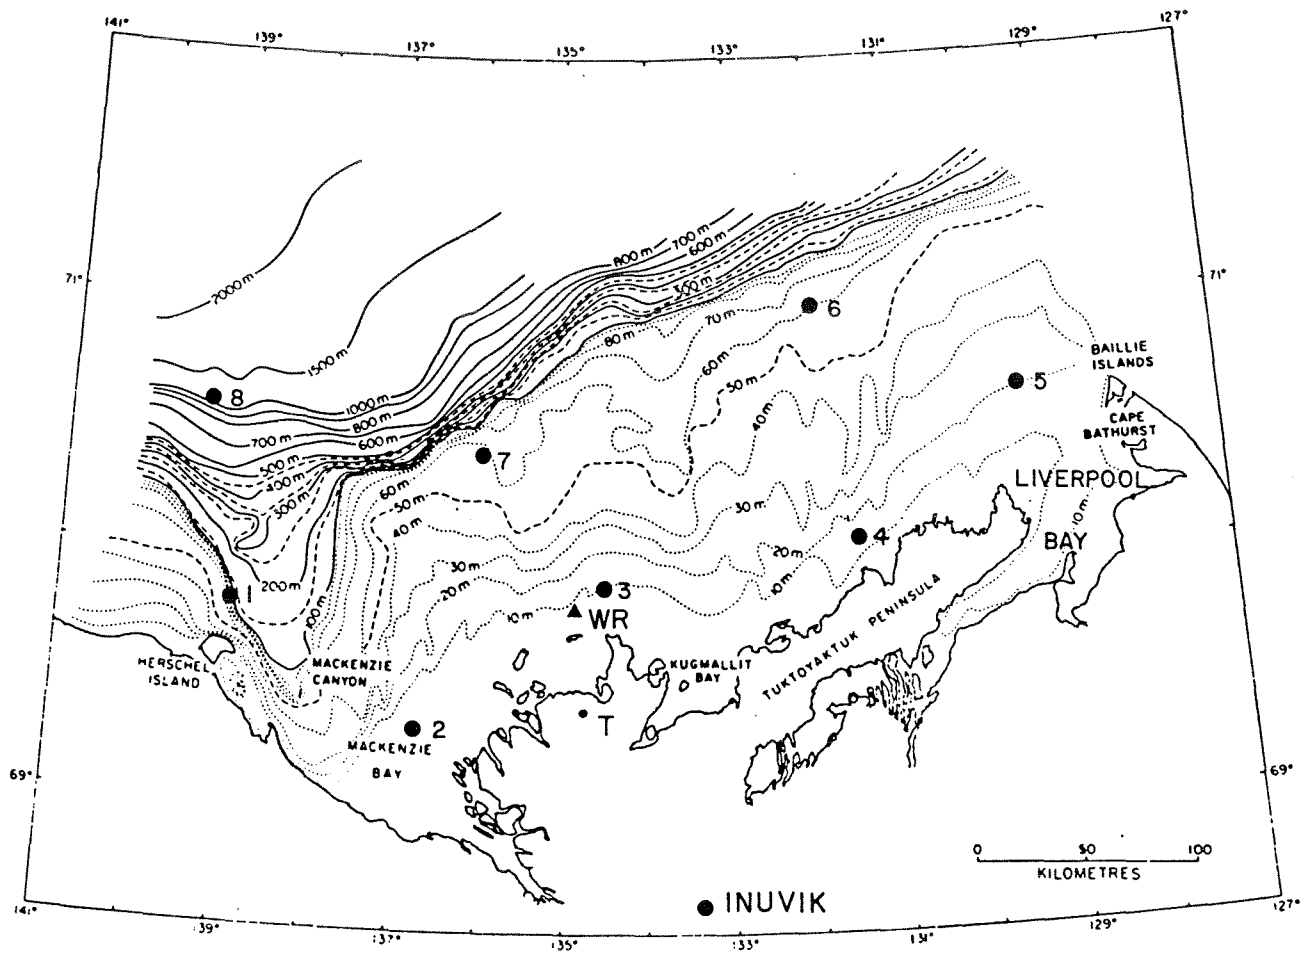 141°
139°
137°
135°
133°
131°
129°
127°
71°
71°
2000 m
1500 m
1000 m
800 m
700 m
600 m
500 m
400 m
300 m
200 m
100 m
800 m
700 m
600 m
80 m
70 m
60 m
50 m
40 m
30 m
20 m
10 m
60 m
50 m
40 m
30 m
20 m
10 m
10 m
8
7
6
5
4
3
1
2
WR
T
BAILLIE
ISLANDS
CAPE
BATHURST
LIVERPOOL
BAY
TUKTOYAKTUK PENINSULA
KUGMALLIT
BAY
HERSCHEL
ISLAND
MACKENZIE
CANYON
MACKENZIE
BAY
69°
69°
0 50 100
KILOMETRES
INUVIK
141°
139°
137°
135°
133°
131°
129°
127°